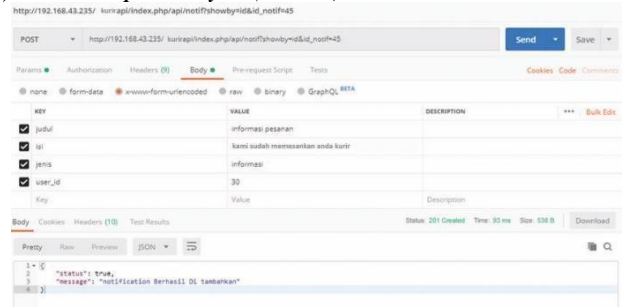 http://192.168.43.235/ kurirapi/index.php/api/notif?showby=id&id_notif=45
POST http://192.168.43.235/ kurirapi/index.php/api/notif?showby=id&id_notif=45 Send Save
Params Authorization Headers (9) Body Pre-request Script Tests Cookies Code Comments
none form-data x-www-form-urlencoded raw binary GraphQL BETA
KEY VALUE DESCRIPTION ••• Bulk Edit
judul informasi pesanan
isi kami sudah memesankan anda kurir
jenis informasi
user_id 30
Key Value Description
Body Cookies Headers (10) Test Results Status: 201 Created Time: 90 ms Size: 538 B Download
Pretty Raw Preview JSON
1 {
2 "status": true,
3 "message": "notification Berhasil Di tambahkan"
4 }